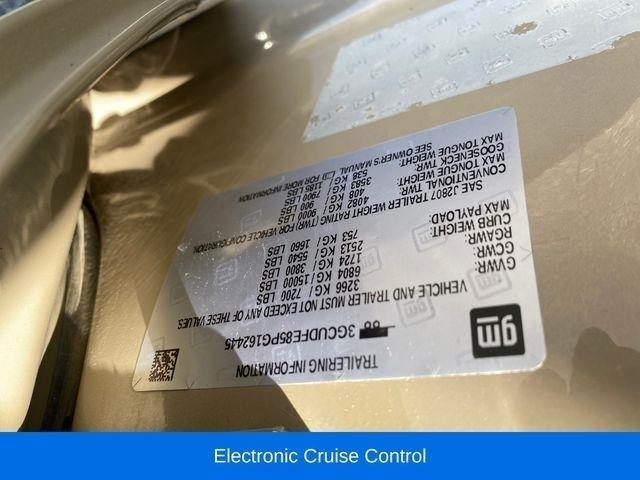 gm
TRAILERING INFORMATION
3GCUDFE85PG162445
VEHICLE AND TRAILER MUST NOT EXCEED ANY OF THESE VALUES
GVWR: 3266 KG / 7200 LBS
GCWR: 6804 KG /15000 LBS
RGAWR: 1724 KG / 3800 LBS
CURB WEIGHT: 2513 KG / 5540 LBS
MAX PAYLOAD: 753 KG / 1660 LBS
SAE J2807 TRAILER WEIGHT RATING (TWR) FOR VEHICLE CONFIGURATION
CONVENTIONAL TWR: 4082 KG / 9000 LBS
MAX TONGUE WEIGHT: 408 KG / 900 LBS
GOOSENECK TWR: 3583 KG / 7900 LBS
MAX TONGUE WEIGHT: 538 KG / 1185 LBS
SEE OWNER'S MANUAL FOR MORE INFORMATION
Electronic Cruise Control